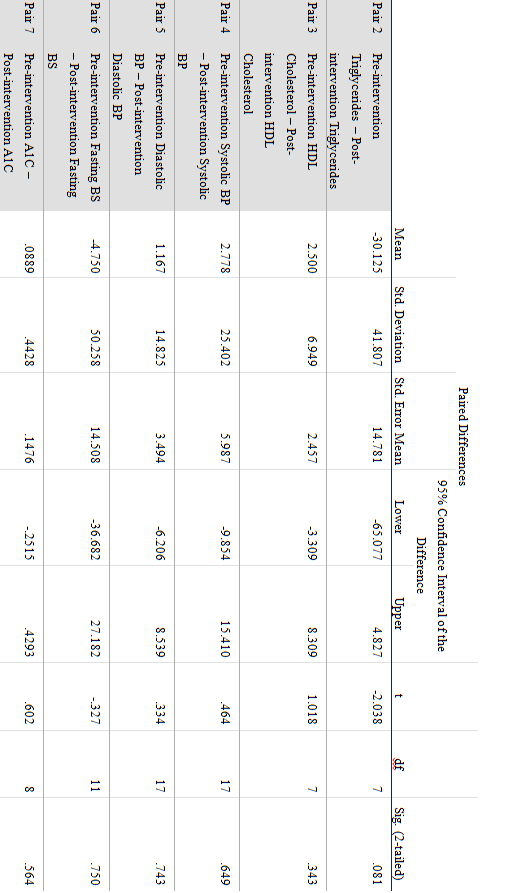 Paired Differences
95% Confidence Interval of the
Difference
Mean Std. Deviation Std. Error Mean Lower Upper t df Sig. (2-tailed)
Pair 2 Pre-intervention -30.125 41.807 14.781 -65.077 4.827 -2.038 7 .081
Triglycerides – Post-
intervention Triglycerides
Pair 3 Pre-intervention HDL 2.500 6.949 2.457 -3.309 8.309 1.018 7 .343
Cholesterol – Post-
intervention HDL
Cholesterol
Pair 4 Pre-intervention Systolic BP 2.778 25.402 5.987 -9.854 15.410 .464 17 .649
– Post-intervention Systolic
BP
Pair 5 Pre-intervention Diastolic 1.167 14.825 3.494 -6.206 8.539 .334 17 .743
BP – Post-intervention
Diastolic BP
Pair 6 Pre-intervention Fasting BS -4.750 50.258 14.508 -36.682 27.182 -.327 11 .750
– Post-intervention Fasting
BS
Pair 7 Pre-intervention A1C – .0889 .4428 .1476 -.2515 .4293 .602 8 .564
Post-intervention A1C